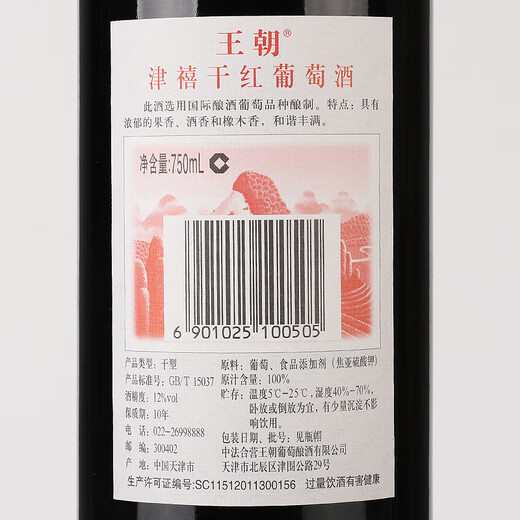 王朝®
津禧干红葡萄酒
此酒选用国际酿酒葡萄品种酿制。特点：具有
浓郁的果香、酒香和橡木香，和谐丰满。
净含量:750mL
6 901025 100505
产品类型：干型
产品标准号：GB/T 15037
酒精度：12%vol
保质期：10年
电　话：022-26998888
邮　编：300402
产　地：中国天津市
原料：葡萄、食品添加剂（焦亚硫酸钾）
原汁含量：100%
贮存：温度5℃-25℃，湿度40%-70%，
卧放或倒放为宜，有少量沉淀不影
响饮用。
包装日期、批号：见瓶帽
中法合营王朝葡萄酿酒有限公司
天津市北辰区津围公路29号
生产许可证编号:SC11512011300156 过量饮酒有害健康